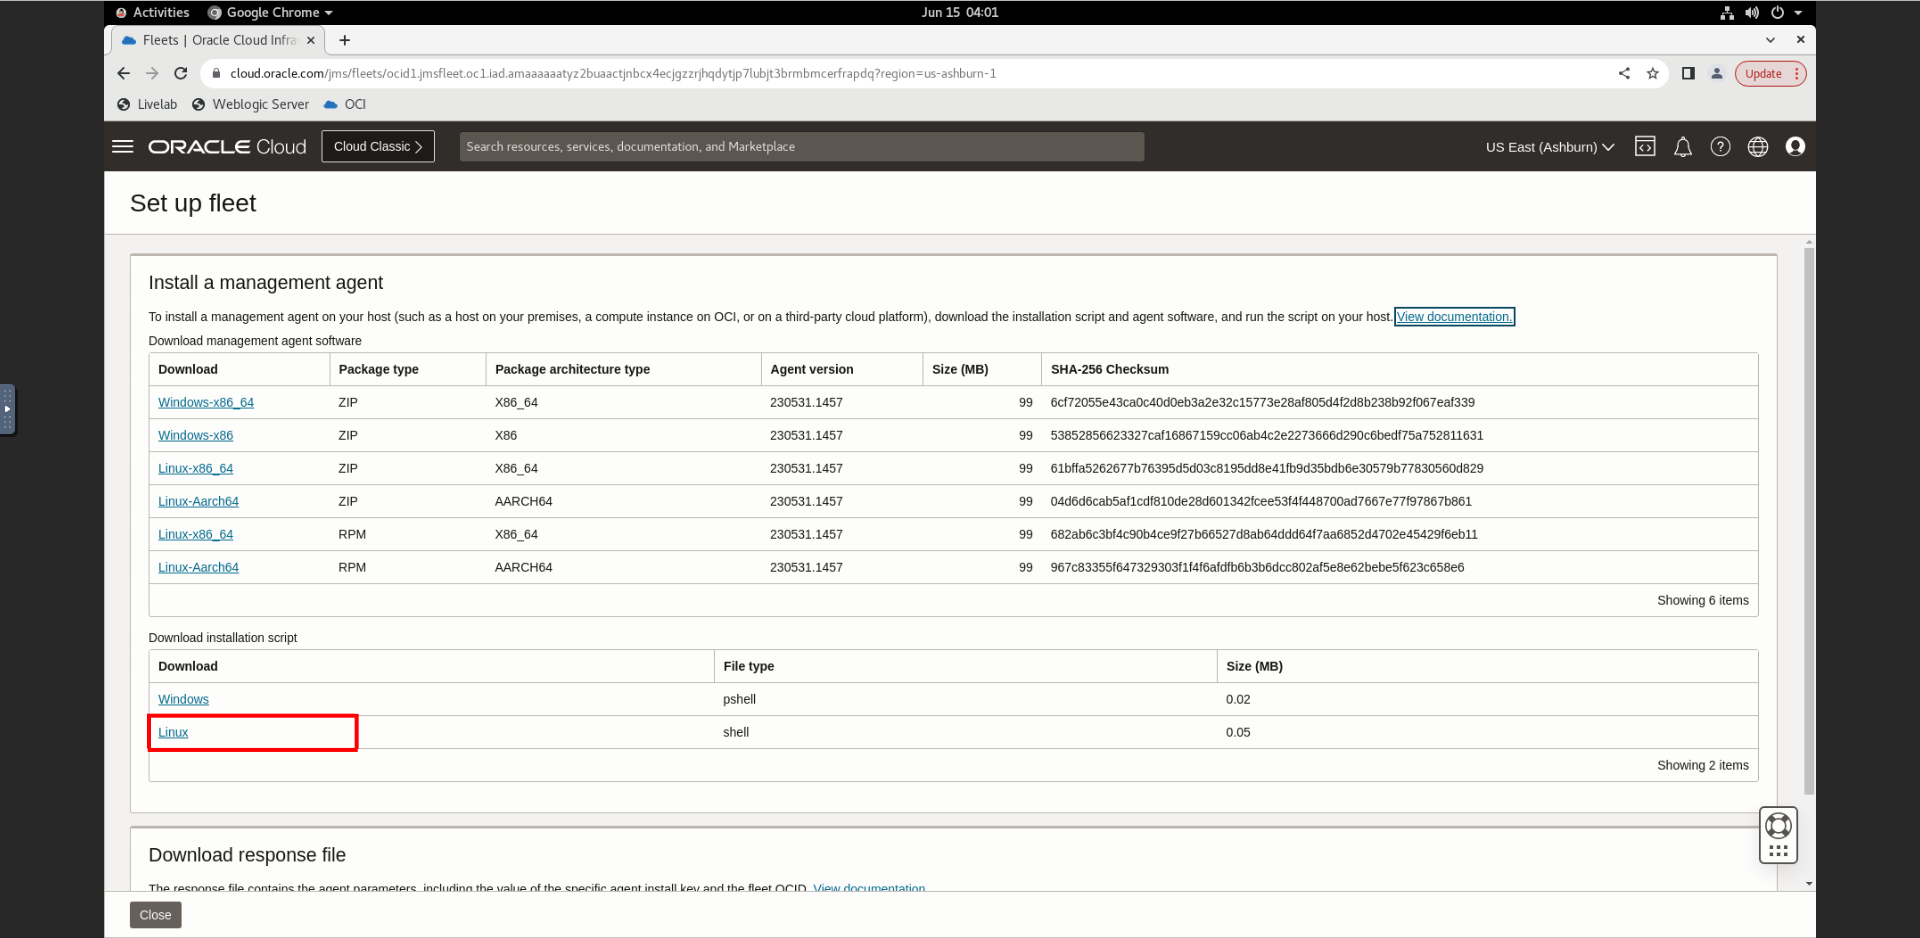 Activities Google Chrome Jun 15 04:01
Fleets | Oracle Cloud Infra
cloud.oracle.com/jms/fleets/ocid1.jmsfleet.oc1.iad.amaaaaaatyz2buaactjnbcx4ecjgzzrjhqdytjp7lubjt3brmbmcerfrapdq?region=us-ashburn-1 Update
Livelab Weblogic Server OCI
ORACLE Cloud Cloud Classic Search resources, services, documentation, and Marketplace US East (Ashburn)
Set up fleet
Install a management agent
To install a management agent on your host (such as a host on your premises, a compute instance on OCI, or on a third-party cloud platform), download the installation script and agent software, and run the script on your host. View documentation.
Download management agent software
Download Package type Package architecture type Agent version Size (MB) SHA-256 Checksum
Windows-x86_64 ZIP X86_64 230531.1457 99 6cf72055e43ca0c40d0eb3a2e32c15773e28af805d4f2d8b238b92f067eaf339
Windows-x86 ZIP X86 230531.1457 99 53852856623327caf16867159cc06ab4c2e2273666d290c6bedf75a752811631
Linux-x86_64 ZIP X86_64 230531.1457 99 61bffa5262677b76395d5d03c8195dd8e41fb9d35bdb6e30579b77830560d829
Linux-Aarch64 ZIP AARCH64 230531.1457 99 04d6d6cab5af1cdf810de28d601342fcee53f4f448700ad7667e77f97867b861
Linux-x86_64 RPM X86_64 230531.1457 99 682ab6c3bf4c90b4ce9f27b66527d8ab64ddd64f7aa6852d4702e45429f6eb11
Linux-Aarch64 RPM AARCH64 230531.1457 99 967c83355f647329303f1f4f6afdfb6b3b6dcc802af5e8e62bebe5f623c658e6
Showing 6 items
Download installation script
Download File type Size (MB)
Windows pshell 0.02
Linux shell 0.05
Showing 2 items
Download response file
The response file contains the agent parameters, including the value of the specific agent install key and the fleet OCID. View documentation
Close